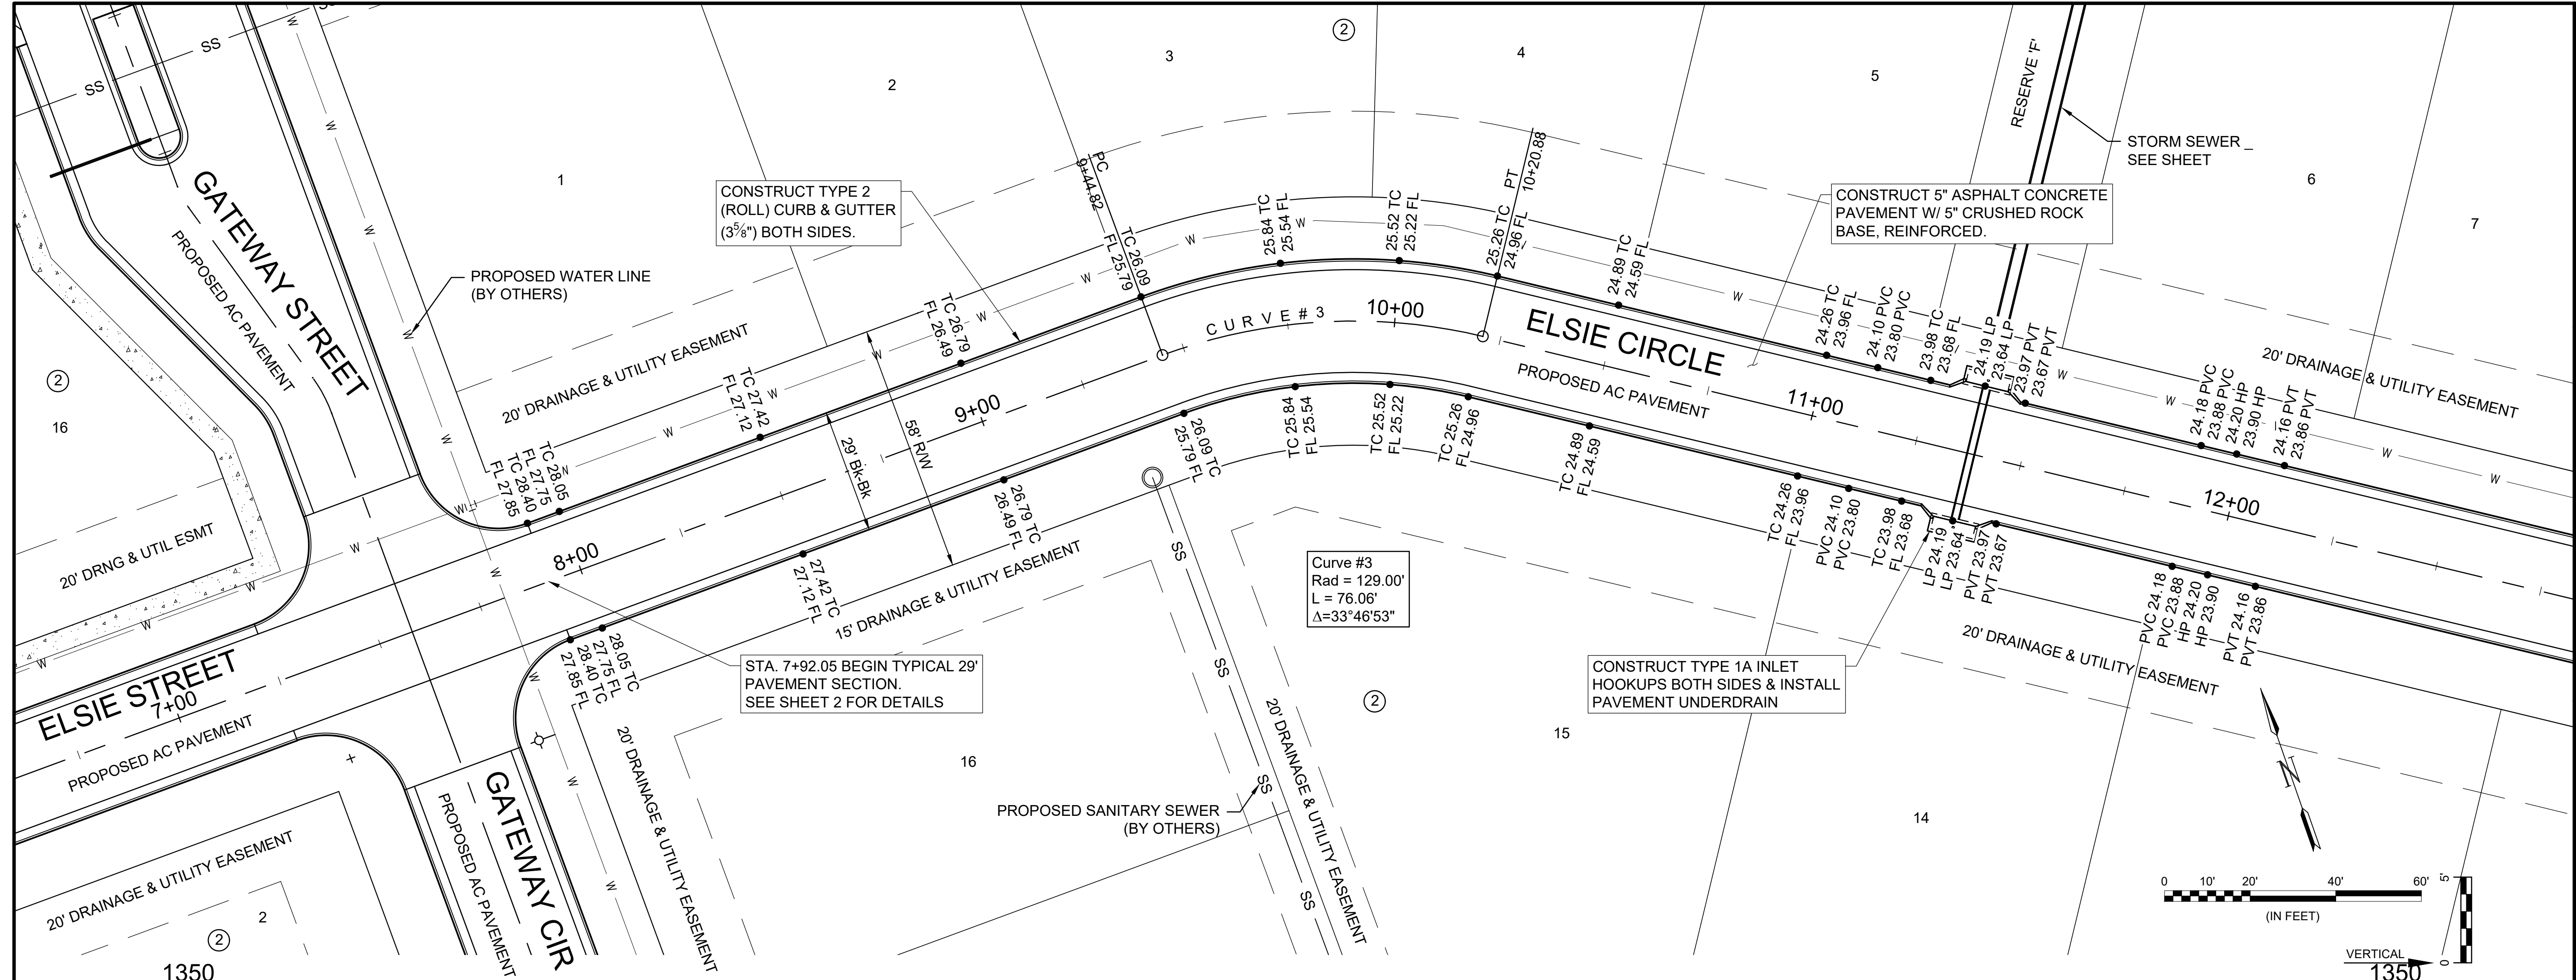 SS
SS
W
2
1
2
3
4
5
6
7
RESERVE 'F'
STORM SEWER _
SEE SHEET
GATEWAY STREET
PROPOSED AC PAVEMENT
CONSTRUCT TYPE 2
(ROLL) CURB & GUTTER
(3⅝") BOTH SIDES.
PC
9+44.82
PT
10+20.88
CONSTRUCT 5" ASPHALT CONCRETE
PAVEMENT W/ 5" CRUSHED ROCK
BASE, REINFORCED.
PROPOSED WATER LINE
(BY OTHERS)
20' DRAINAGE & UTILITY EASEMENT
TC 28.40
FL 27.85
TC 28.05
FL 27.75
TC 27.42
FL 27.12
TC 26.79
FL 26.49
TC 26.09
FL 25.79
25.84 TC
25.54 FL
25.52 TC
25.22 FL
25.26 TC
24.96 FL
24.89 TC
24.59 FL
24.26 TC
23.96 FL
24.10 PVC
23.80 PVC
23.98 TC
23.68 FL
24.19 LP
23.64 LP
23.97 PVT
23.67 PVT
24.18 PVC
23.88 PVC
24.20 HP
23.90 HP
24.16 PVT
23.86 PVT
20' DRAINAGE & UTILITY EASEMENT
CURVE # 3
ELSIE CIRCLE
PROPOSED AC PAVEMENT
7+00
8+00
9+00
10+00
11+00
12+00
29' Bk-Bk
58' R/W
2
16
20' DRNG & UTIL ESMT
ELSIE STREET
PROPOSED AC PAVEMENT
28.40 TC
27.85 FL
28.05 TC
27.75 FL
27.42 TC
27.12 FL
26.79 TC
26.49 FL
26.09 TC
25.79 FL
TC 25.84
FL 25.54
TC 25.52
FL 25.22
TC 25.26
FL 24.96
TC 24.89
FL 24.59
TC 24.26
FL 23.96
PVC 24.10
PVC 23.80
TC 23.98
FL 23.68
LP 24.19
LP 23.64
PVT 23.97
PVT 23.67
PVC 24.18
PVC 23.88
HP 24.20
HP 23.90
PVT 24.16
PVT 23.86
15' DRAINAGE & UTILITY EASEMENT
Curve #3
Rad = 129.00'
L = 76.06'
Δ=33°46'53"
STA. 7+92.05 BEGIN TYPICAL 29'
PAVEMENT SECTION.
SEE SHEET 2 FOR DETAILS
CONSTRUCT TYPE 1A INLET
HOOKUPS BOTH SIDES & INSTALL
PAVEMENT UNDERDRAIN
20' DRAINAGE & UTILITY EASEMENT
2
16
15
14
PROPOSED SANITARY SEWER
(BY OTHERS)
SS
SS
SS
SS
20' DRAINAGE & UTILITY EASEMENT
20' DRAINAGE & UTILITY EASEMENT
GATEWAY CIR
PROPOSED AC PAVEMENT
20' DRAINAGE & UTILITY EASEMENT
2
2
N
0 10' 20' 40' 60'
(IN FEET)
5'
0
VERTICAL
1350
1350